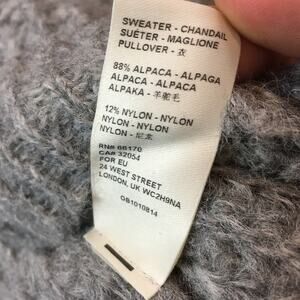 SWEATER - CHANDAIL
SUÉTER - MAGLIONE
PULLOVER - 衣
88% ALPACA - ALPAGA
ALPACA - ALPACA
ALPAKA - 羊驼毛
12% NYLON - NYLON
NYLON - NYLON
NYLON - 尼龙
RN# 66170
CA# 32054
FOR EU
24 WEST STREET
LONDON, UK WC2H9NA
OB1010814